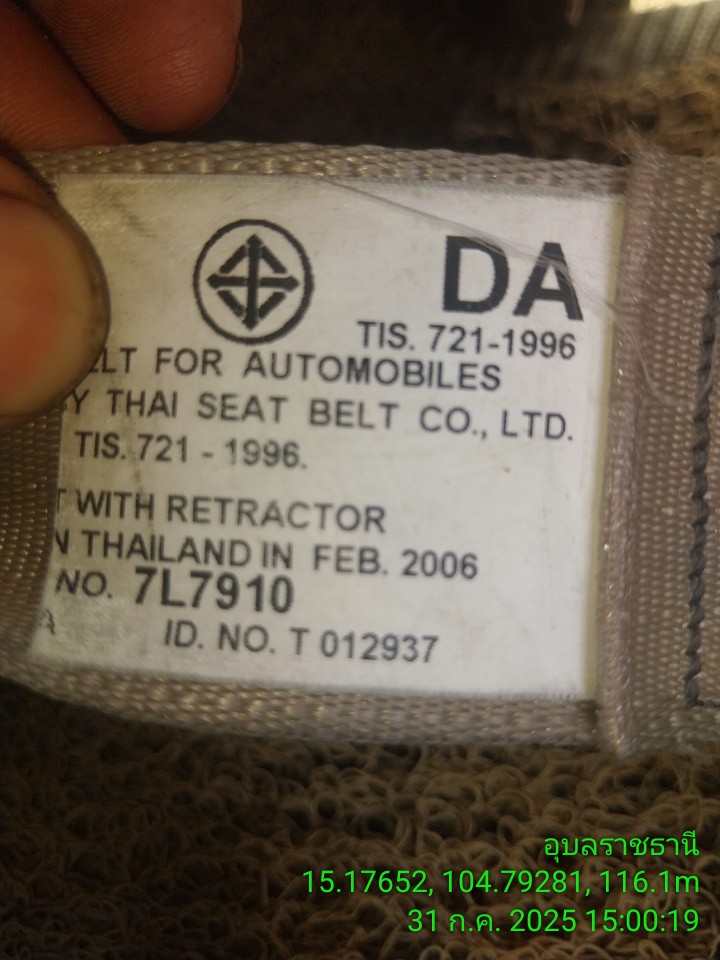 DA
TIS. 721-1996
ELT FOR AUTOMOBILES
BY THAI SEAT BELT CO., LTD.
TIS. 721 - 1996.
T WITH RETRACTOR
N THAILAND IN FEB. 2006
NO. 7L7910
A
ID. NO. T 012937
อุบลราชธานี
15.17652, 104.79281, 116.1m
31 ก.ค. 2025 15:00:19